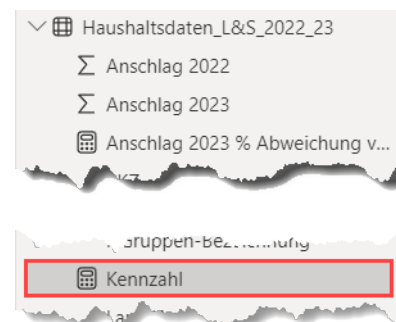 Haushaltsdaten_L&S_2022_23
Anschlag 2022
Anschlag 2023
Anschlag 2023 % Abweichung v...
Kennzahl